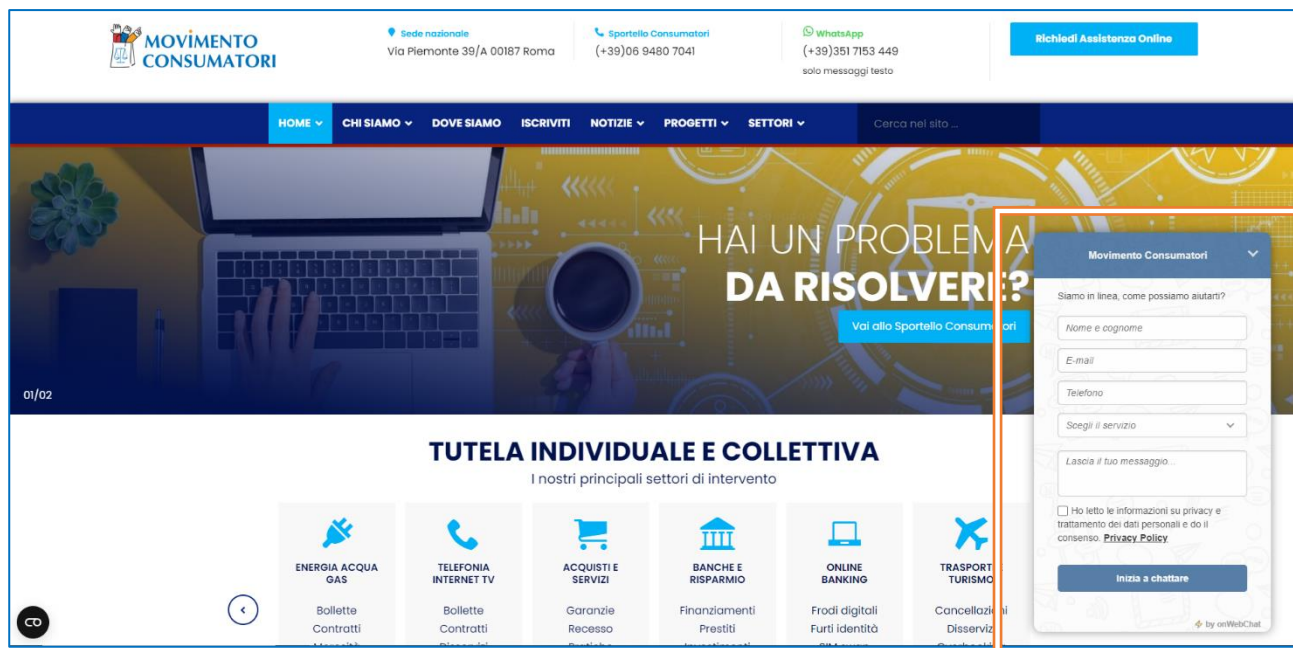 MOVIMENTO
CONSUMATORI
Sede nazionale
Via Piemonte 39/A 00187 Roma
Sportello Consumatori
(+39)06 9480 7041
WhatsApp
(+39)351 7153 449
solo messaggi testo
Richiedi Assistenza Online
HOME
CHI SIAMO
DOVE SIAMO
ISCRIVITI
NOTIZIE
PROGETTI
SETTORI
Cerca nel sito ...
HAI UN PROBLEMA
DA RISOLVERE?
Vai allo Sportello Consumatori
01/02
Movimento Consumatori
Siamo in linea, come possiamo aiutarti?
Nome e cognome
E-mail
Telefono
Scegli il servizio
Lascia il tuo messaggio...
Ho letto le informazioni su privacy e
trattamento dei dati personali e do il
consenso. Privacy Policy
Inizia a chattare
by onWebChat
TUTELA INDIVIDUALE E COLLETTIVA
I nostri principali settori di intervento
ENERGIA ACQUA
GAS
Bollette
Contratti
TELEFONIA
INTERNET TV
Bollette
Contratti
ACQUISTI E
SERVIZI
Garanzie
Recesso
BANCHE E
RISPARMIO
Finanziamenti
Prestiti
ONLINE
BANKING
Frodi digitali
Furti identità
TRASPORTI E
TURISMO
Cancellazioni
Disservizi